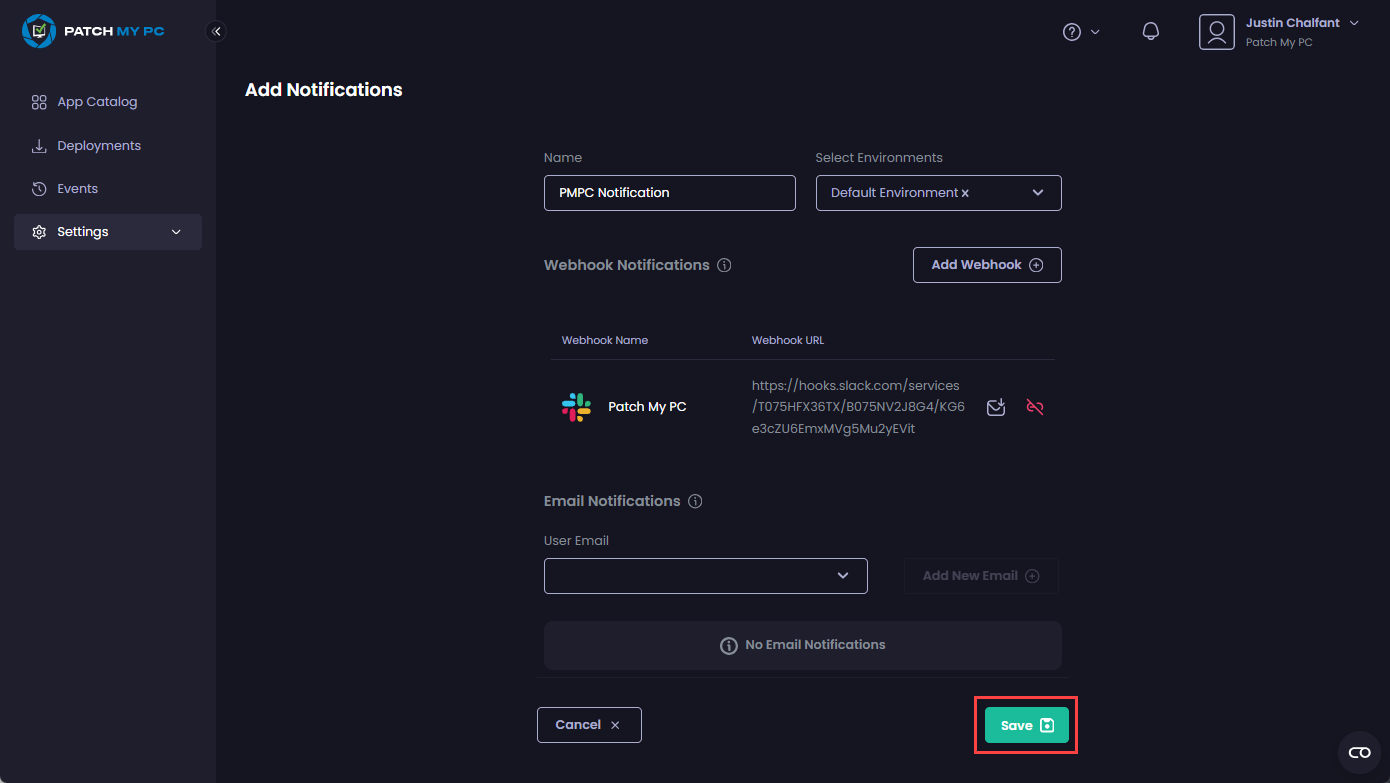 PATCH MY PC
Justin Chalfant
Patch My PC
App Catalog
Deployments
Events
Settings
Add Notifications
Name
Select Environments
PMPC Notification
Default Environment ×
Webhook Notifications
Add Webhook
Webhook Name
Webhook URL
Patch My PC
https://hooks.slack.com/services
/T075HFX36TX/B075NV2J8G4/KG6
e3cZU6EmxMVg5Mu2yEVit
Email Notifications
User Email
Add New Email
No Email Notifications
Cancel
Save